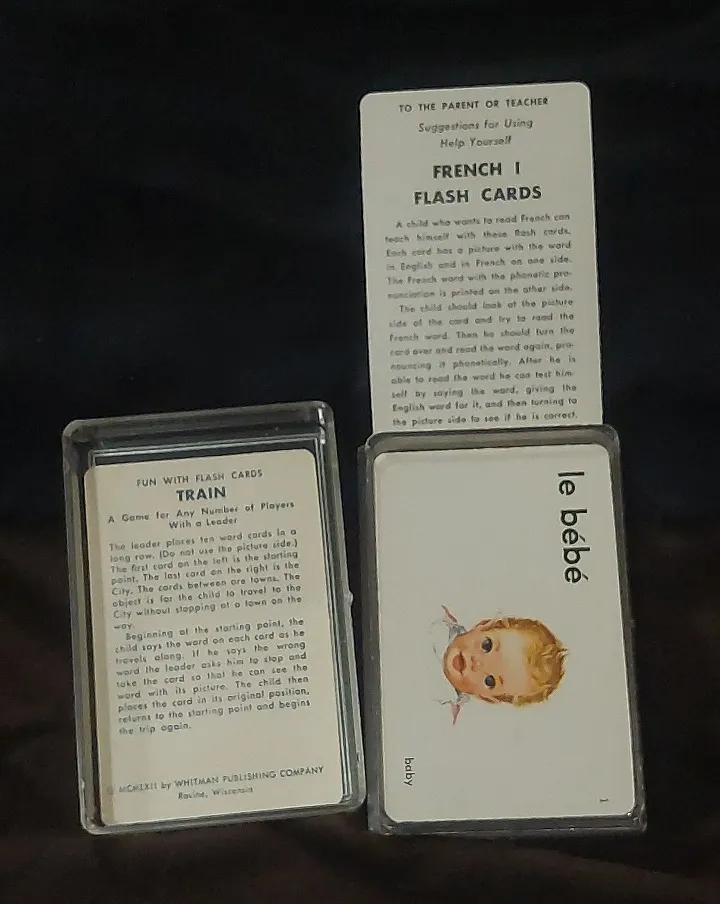 TO THE PARENT OR TEACHER
Suggestions for Using
Help Yourself
FRENCH I
FLASH CARDS
A child who wants to read French can
teach himself with these flash cards.
Each card has a picture with the word
in English and in French on one side.
The French word with the phonetic pro-
nunciation is printed on the other side.
The child should look at the picture
side of the card and try to read the
French word. Then he should turn the
card over and read the word again, pro-
nouncing it phonetically. After he is
able to read the word he can test him-
self by saying the word, giving the
English word for it, and then turning to
the picture side to see if he is correct.
FUN WITH FLASH CARDS
TRAIN
A Game for Any Number of Players
With a Leader
The leader places ten word cards in a
long row. (Do not use the picture side.)
The first card on the left is the starting
point. The last card on the right is the
City. The cards between are towns. The
object is for the child to travel to the
City without stopping at a town on the
way.
Beginning at the starting point, the
child says the word on each card as he
travels along. If he says the wrong
word the leader asks him to stop and
take the card so that he can see the
word with its picture. The child then
places the card in its original position,
returns to the starting point and begins
the trip again.
© MCMLXII by WHITMAN PUBLISHING COMPANY
Racine, Wisconsin
le bébé
baby
1